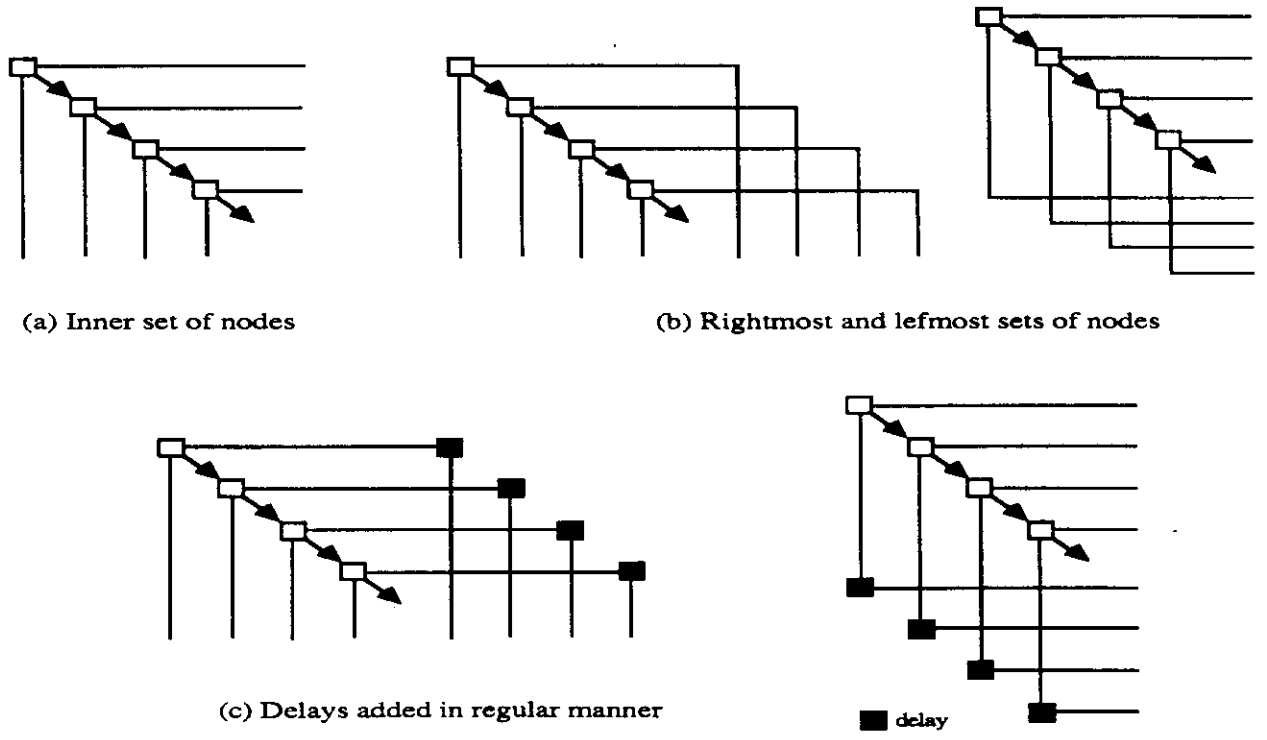 (a) Inner set of nodes
(b) Rightmost and lefmost sets of nodes
(c) Delays added in regular manner
delay